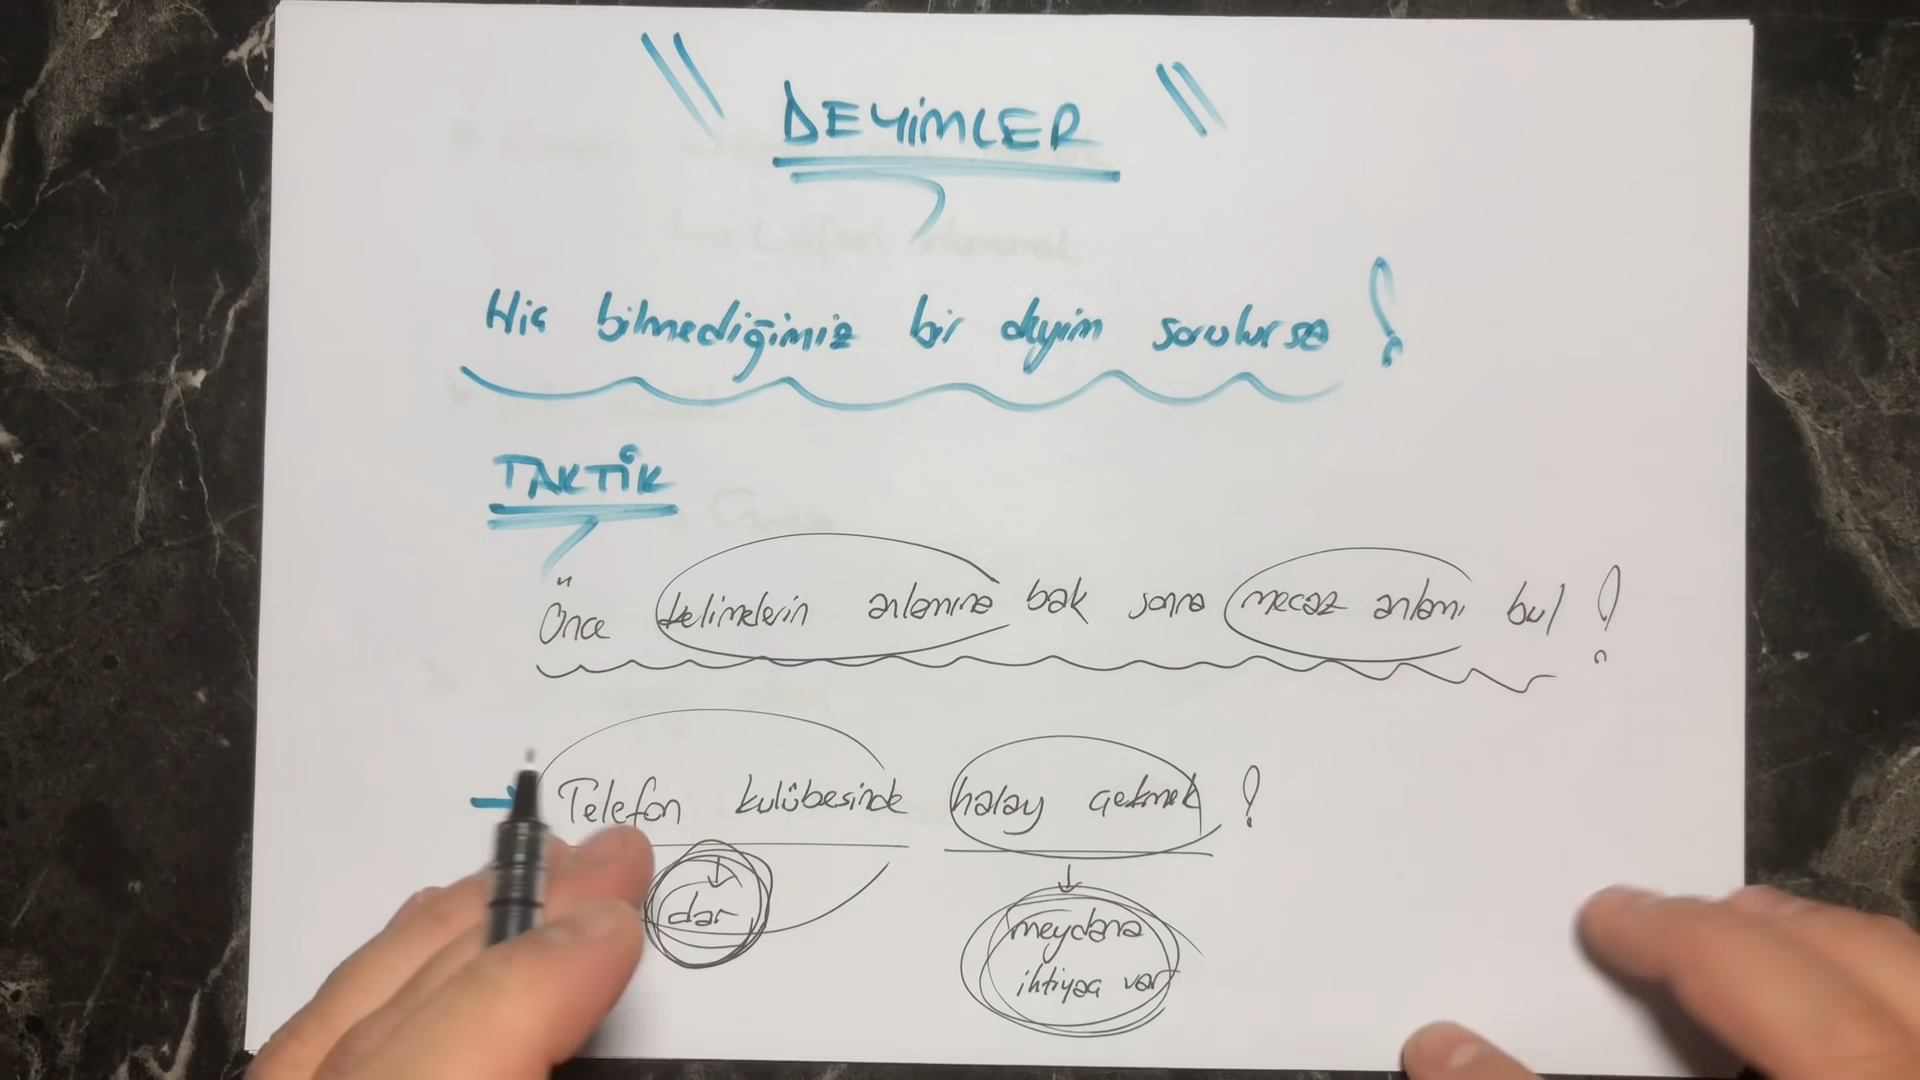 " DEYİMLER "
Hiç bilmediğimiz bir deyim sorulursa !
TAKTİK
Önce kelimelerin anlamına bak sonra mecaz anlamı bul !
Telefon kulübesinde halay çekmek !
dar
meydana
ihtiyaç var